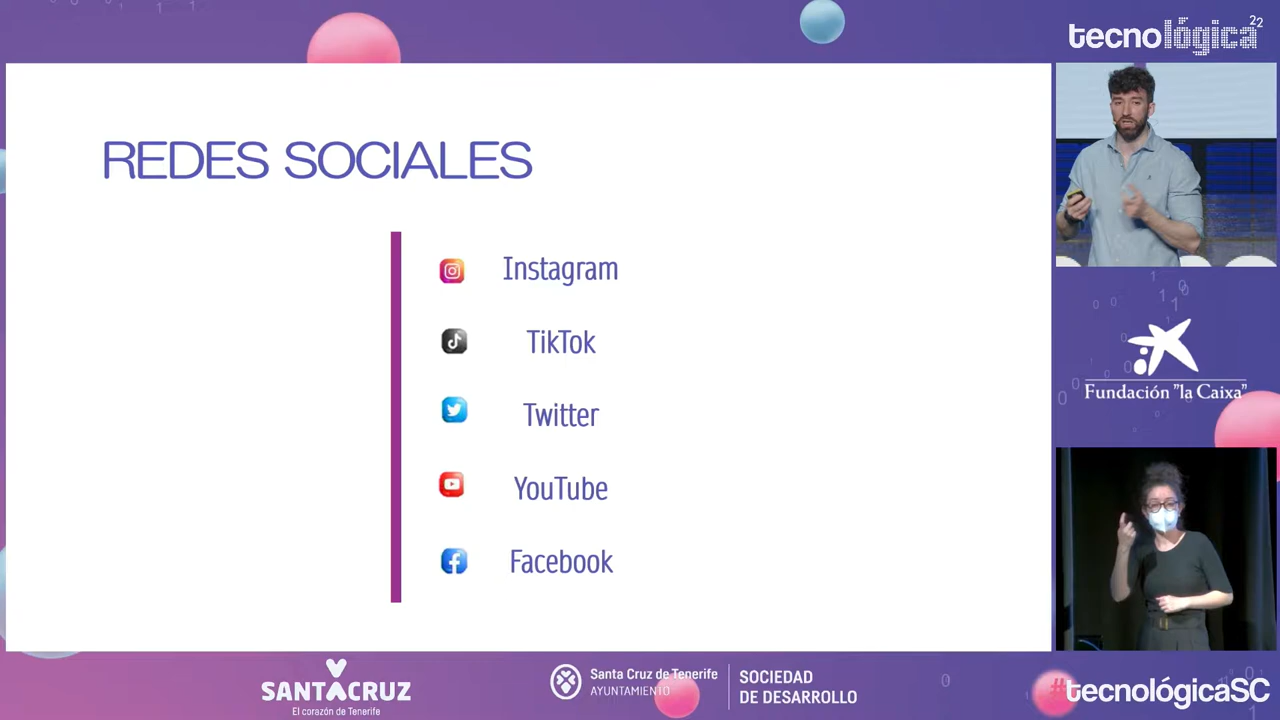 tecnológica22
REDES SOCIALES
Instagram
TikTok
Twitter
YouTube
Facebook
Fundación "la Caixa"
SANTACRUZ
El corazón de Tenerife
Santa Cruz de Tenerife
AYUNTAMIENTO
SOCIEDAD
DE DESARROLLO
#tecnológicaSC